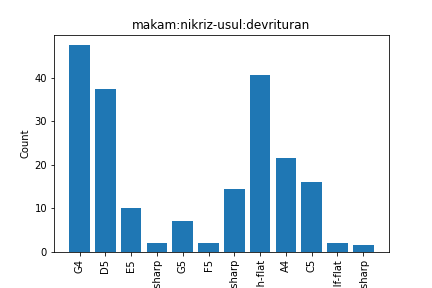 makam:nikriz-usul:devrituran
Count
40
30
20
10
0
G4
D5
E5
sharp
G5
F5
sharp
h-flat
A4
C5
lf-flat
sharp